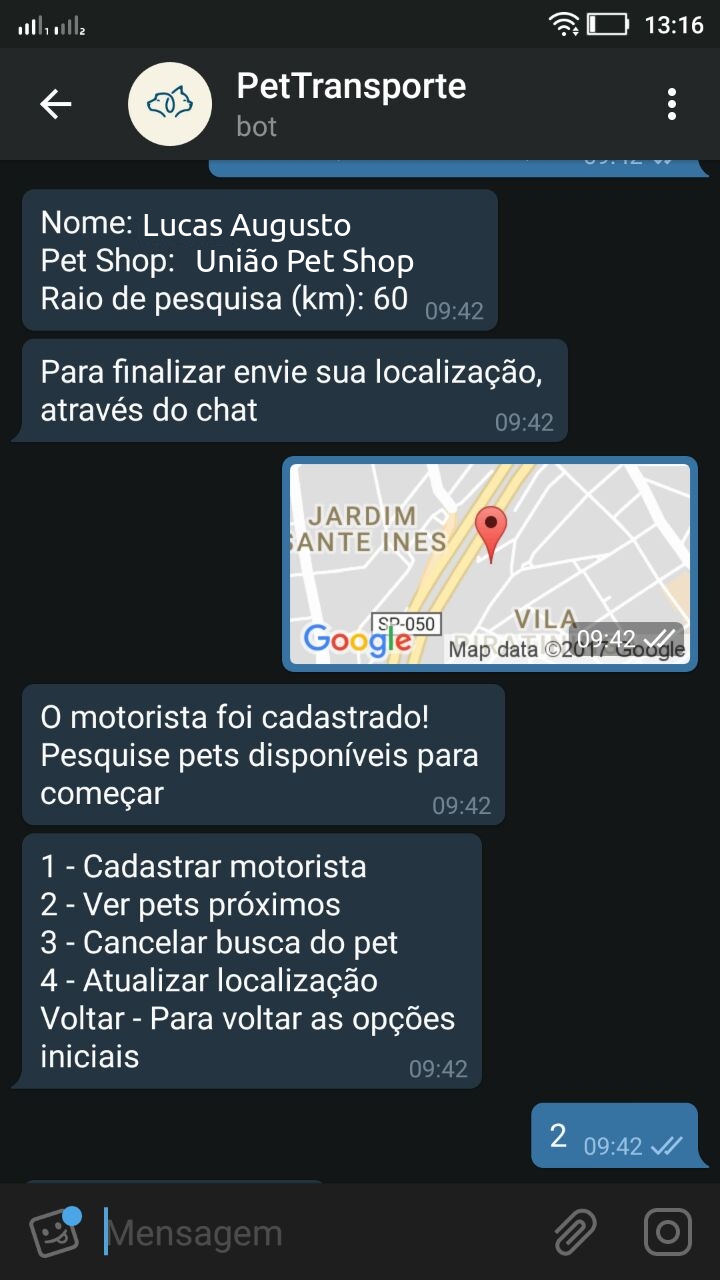 13:16
PetTransporte
bot
09:42
Nome: Lucas Augusto
Pet Shop: União Pet Shop
Raio de pesquisa (km): 60
09:42
Para finalizar envie sua localização,
através do chat
09:42
JARDIM
SANTE INES
SP-050
VILA
Google
09:42
Map data ©2017 Google
O motorista foi cadastrado!
Pesquise pets disponíveis para
começar
09:42
1 - Cadastrar motorista
2 - Ver pets próximos
3 - Cancelar busca do pet
4 - Atualizar localização
Voltar - Para voltar as opções
iniciais
09:42
2
09:42
Mensagem